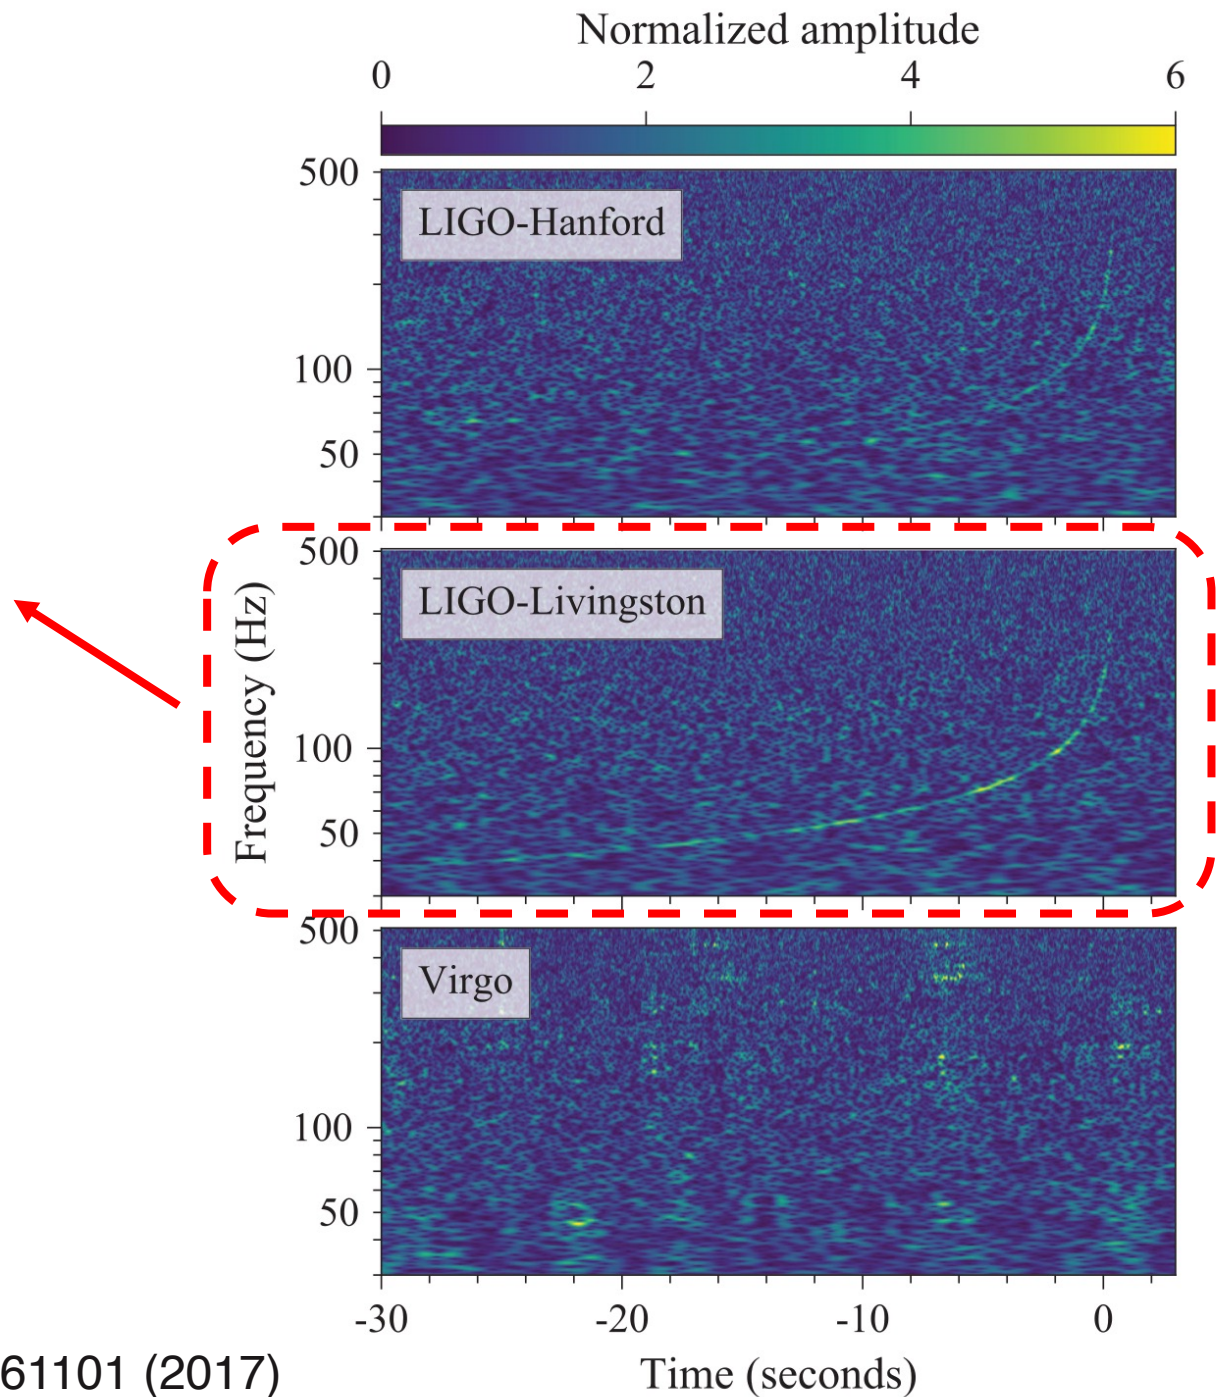 Normalized amplitude
0 2 4 6
500
LIGO-Hanford
100
50
500
LIGO-Livingston
Frequency (Hz)
100
50
500
Virgo
100
50
-30 -20 -10 0
Time (seconds)
61101 (2017)